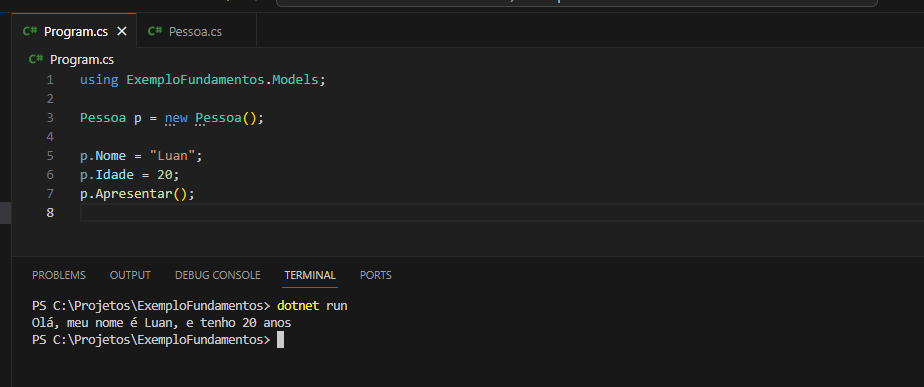 C# Program.cs X C# Pessoa.cs
C# Program.cs
1 using ExemploFundamentos.Models;
2
3 Pessoa p = new Pessoa();
4
5 p.Nome = "Luan";
6 p.Idade = 20;
7 p.Apresentar();
8
PROBLEMS OUTPUT DEBUG CONSOLE TERMINAL PORTS
PS C:\Projetos\ExemploFundamentos> dotnet run
Olá, meu nome é Luan, e tenho 20 anos
PS C:\Projetos\ExemploFundamentos>